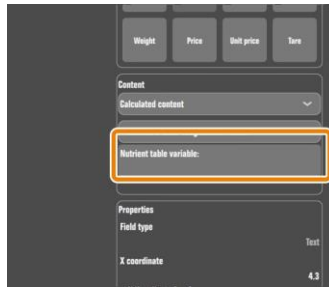 Weight Price Unit price Tare
Content
Calculated content
Nutrient table variable:
Properties
Field type
Text
X coordinate
4.3